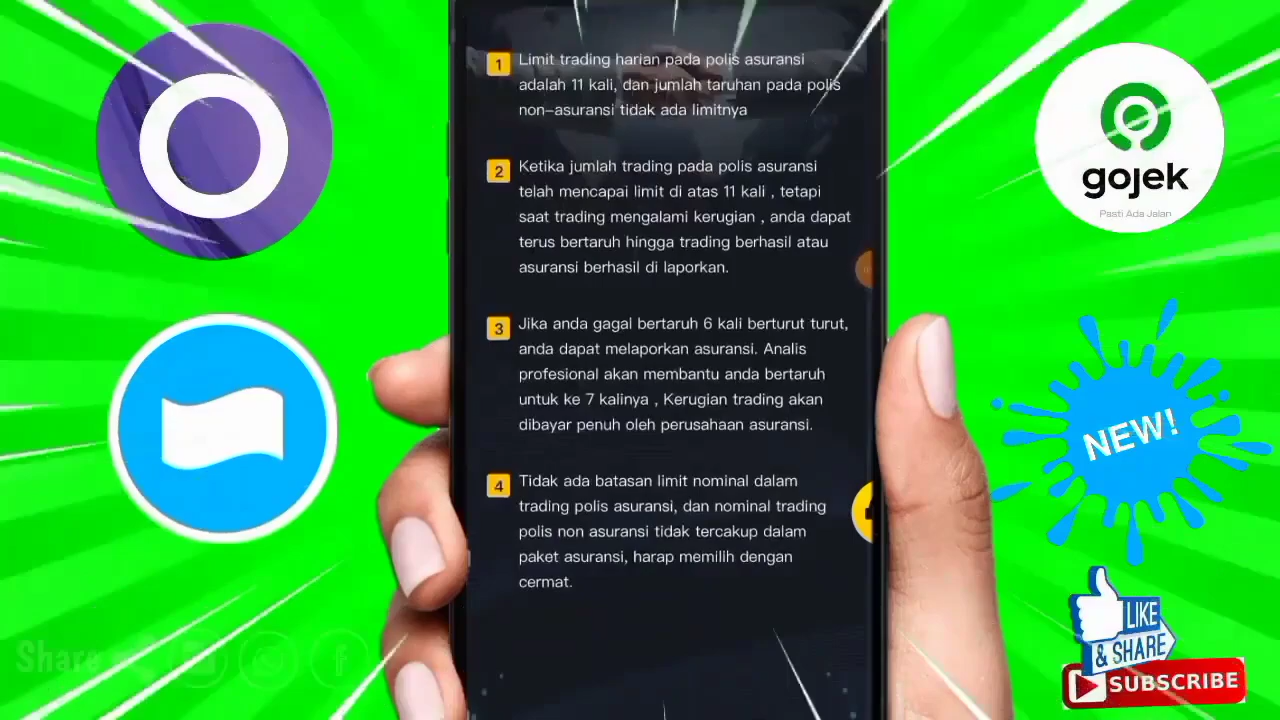 1
Limit trading harian pada polis asuransi
adalah 11 kali, dan jumlah taruhan pada polis
non-asuransi tidak ada limitnya
2
Ketika jumlah trading pada polis asuransi
telah mencapai limit di atas 11 kali , tetapi
saat trading mengalami kerugian , anda dapat
terus bertaruh hingga trading berhasil atau
asuransi berhasil di laporkan.
3
Jika anda gagal bertaruh 6 kali berturut turut,
anda dapat melaporkan asuransi. Analis
profesional akan membantu anda bertaruh
untuk ke 7 kalinya , Kerugian trading akan
dibayar penuh oleh perusahaan asuransi.
4
Tidak ada batasan limit nominal dalam
trading polis asuransi, dan nominal trading
polis non asuransi tidak tercakup dalam
paket asuransi, harap memilih dengan
cermat.
gojek
Pasti Ada Jalan
NEW!
LIKE
& SHARE
SUBSCRIBE
Share